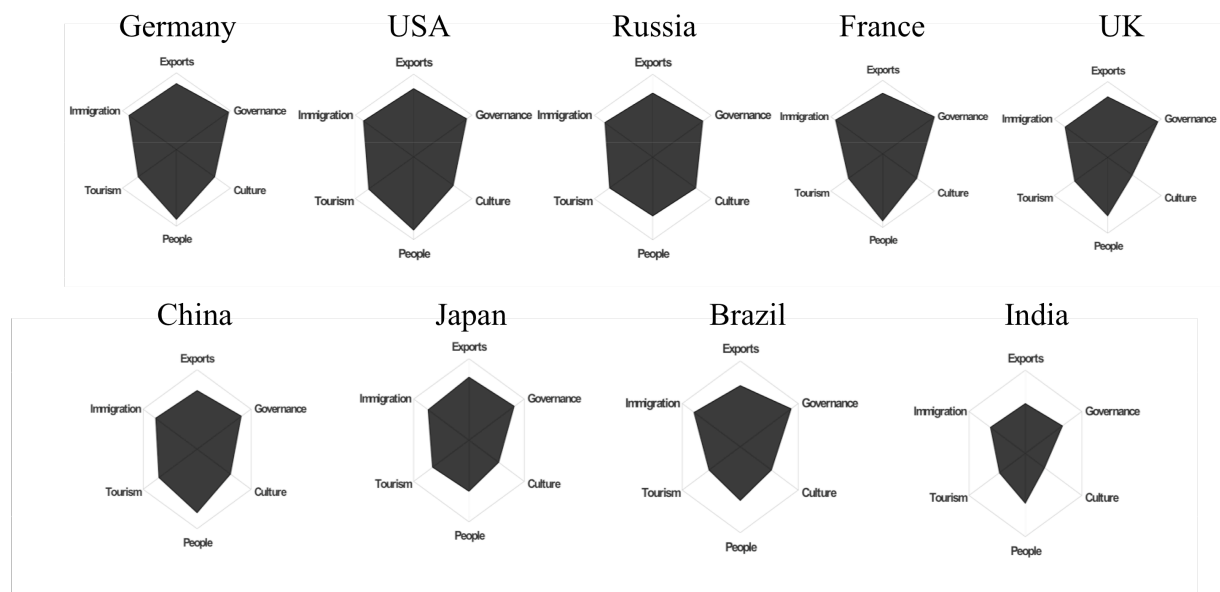 Germany USA Russia France UK
Exports Exports Exports Exports Exports
Immigration Governance Immigration Governance Immigration Governance Immigration Governance Immigration Governance
Tourism Culture Tourism Culture Tourism Culture Tourism Culture Tourism Culture
People People People People People
China Japan Brazil India
Exports Exports Exports Exports
Immigration Governance Immigration Governance Immigration Governance Immigration Governance
Tourism Culture Tourism Culture Tourism Culture Tourism Culture
People People People People